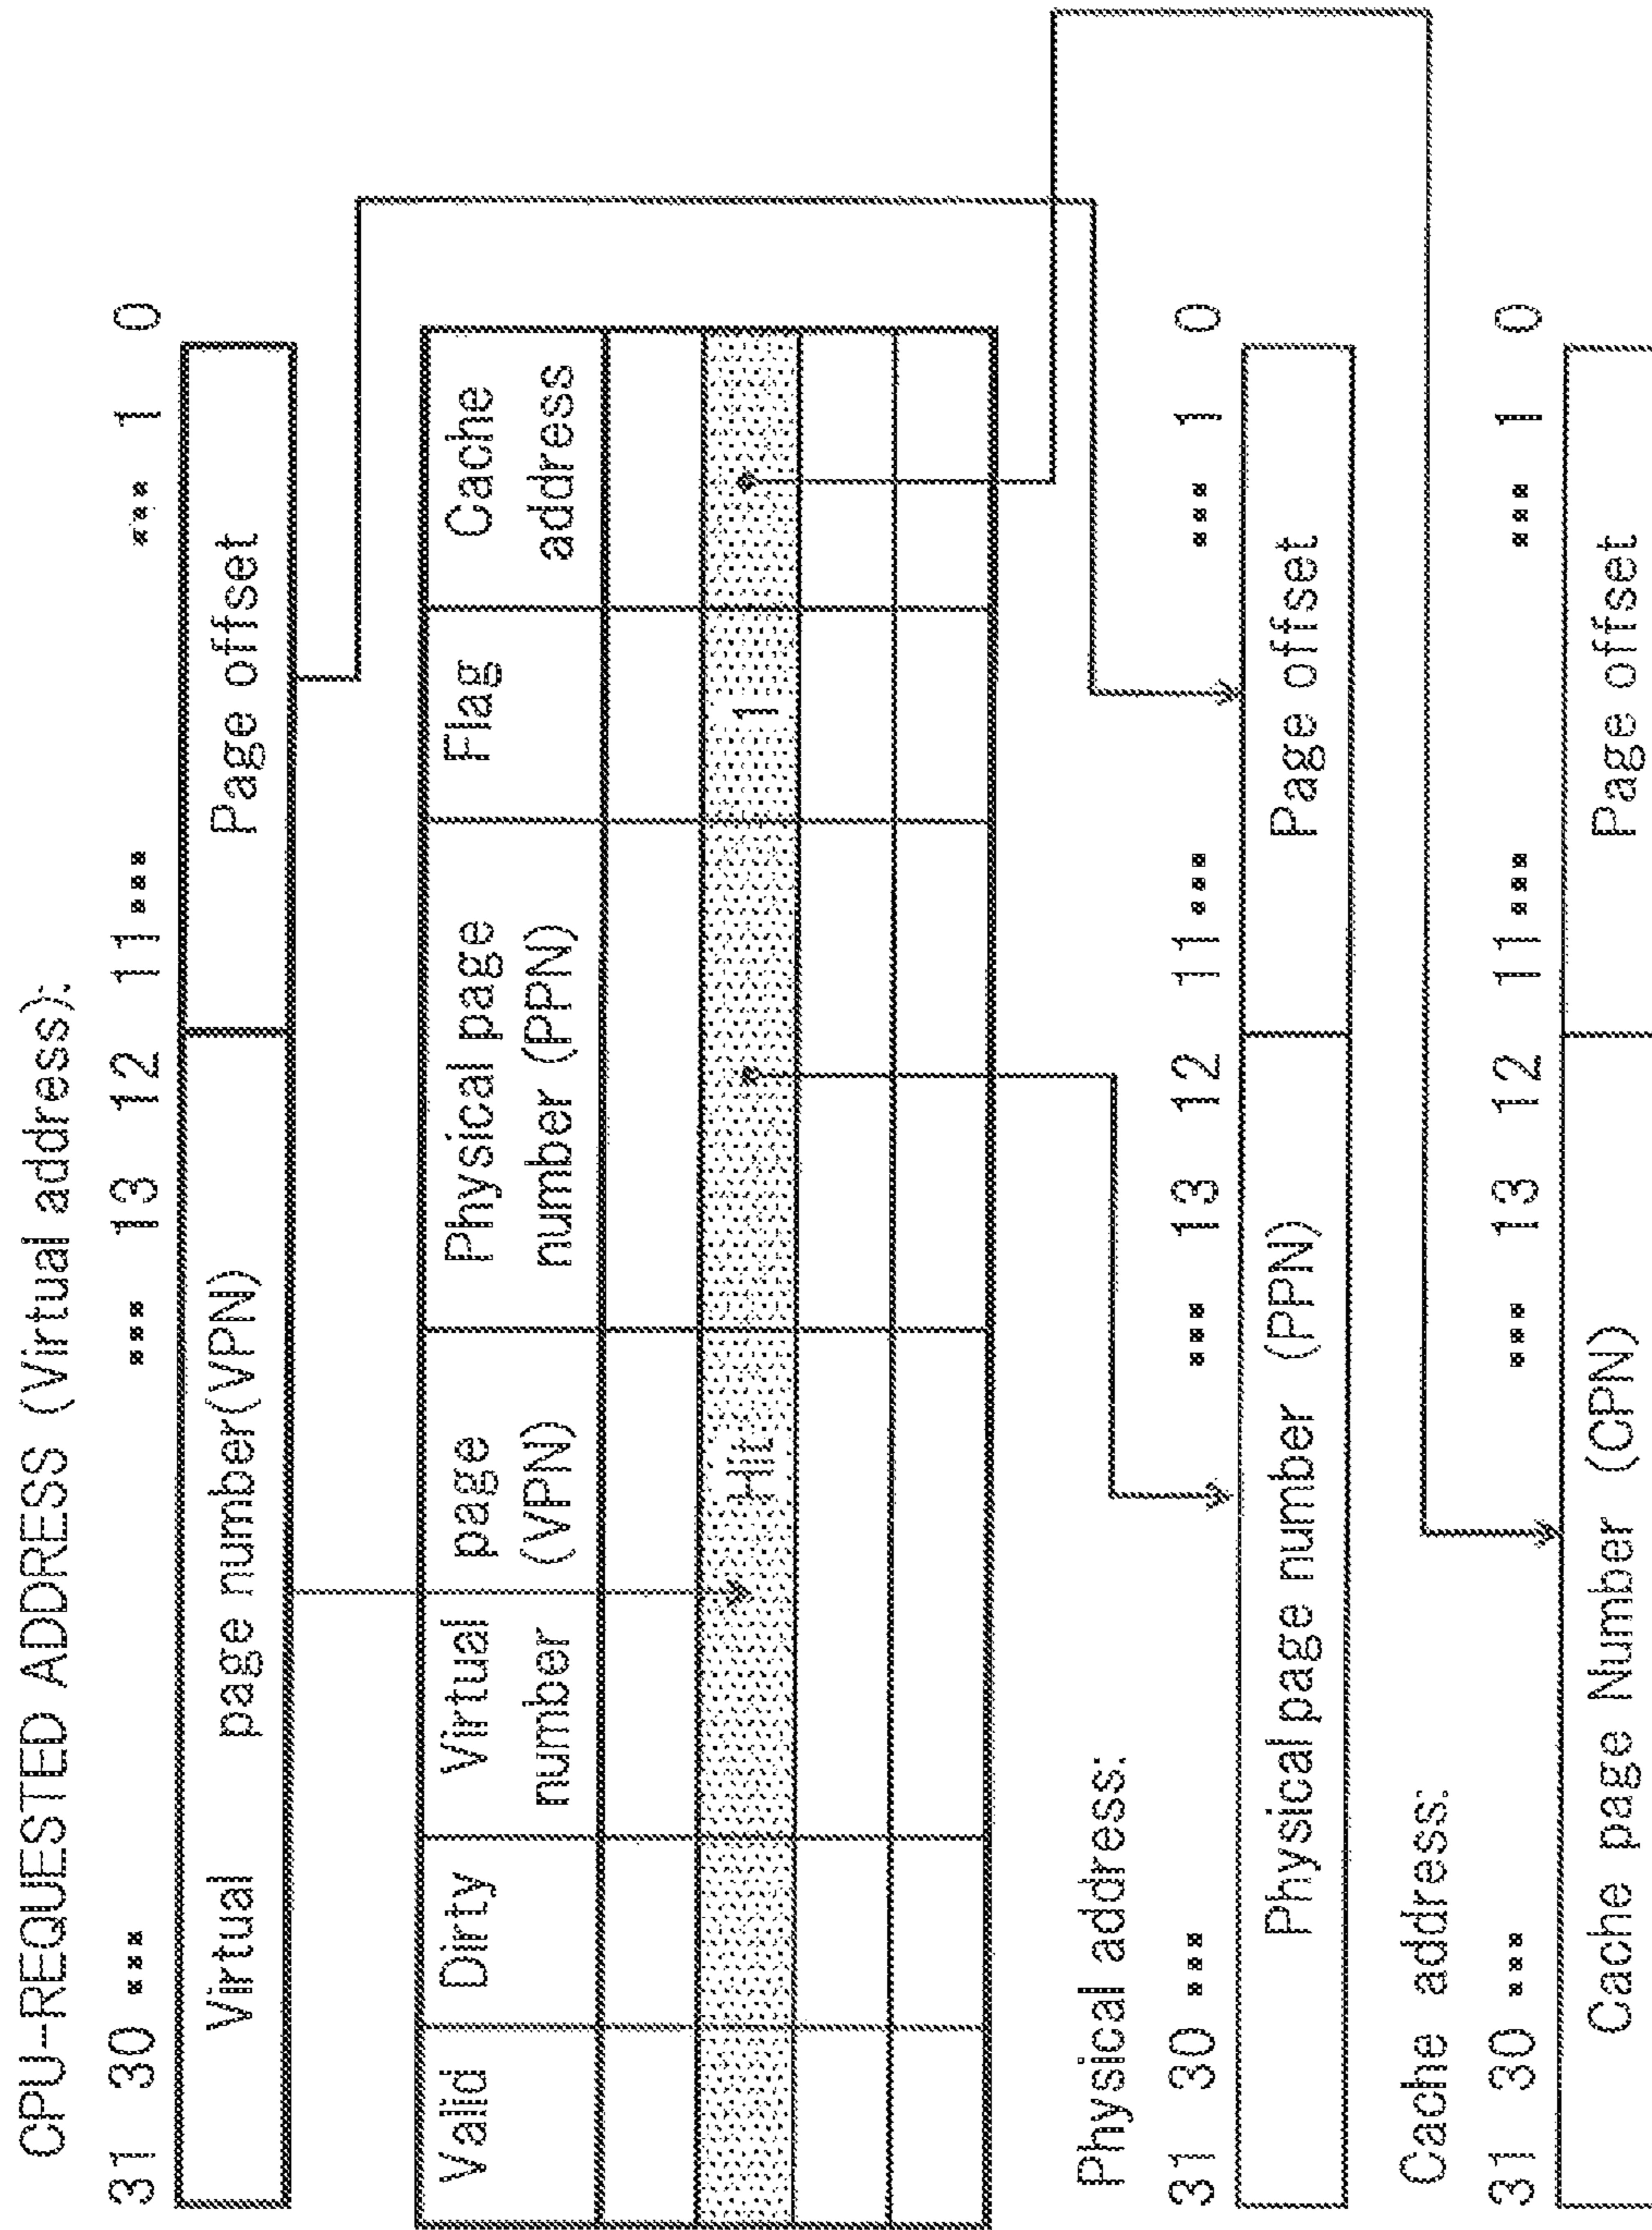 CPU-REQUESTED ADDRESS (Virtual address):
31 30 ··· ··· 13 12 11 ··· ··· 1 0
Virtual page number(VPN) Page offset
Valid Dirty Virtual page Physical page Flag Cache
number (VPN) number (PPN) address
Hit 1
Physical address:
31 30 ··· ··· 13 12 11 ··· ··· 1 0
Physical page number (PPN) Page offset
Cache address:
31 30 ··· ··· 13 12 11 ··· ··· 1 0
Cache page Number (CPN) Page offset